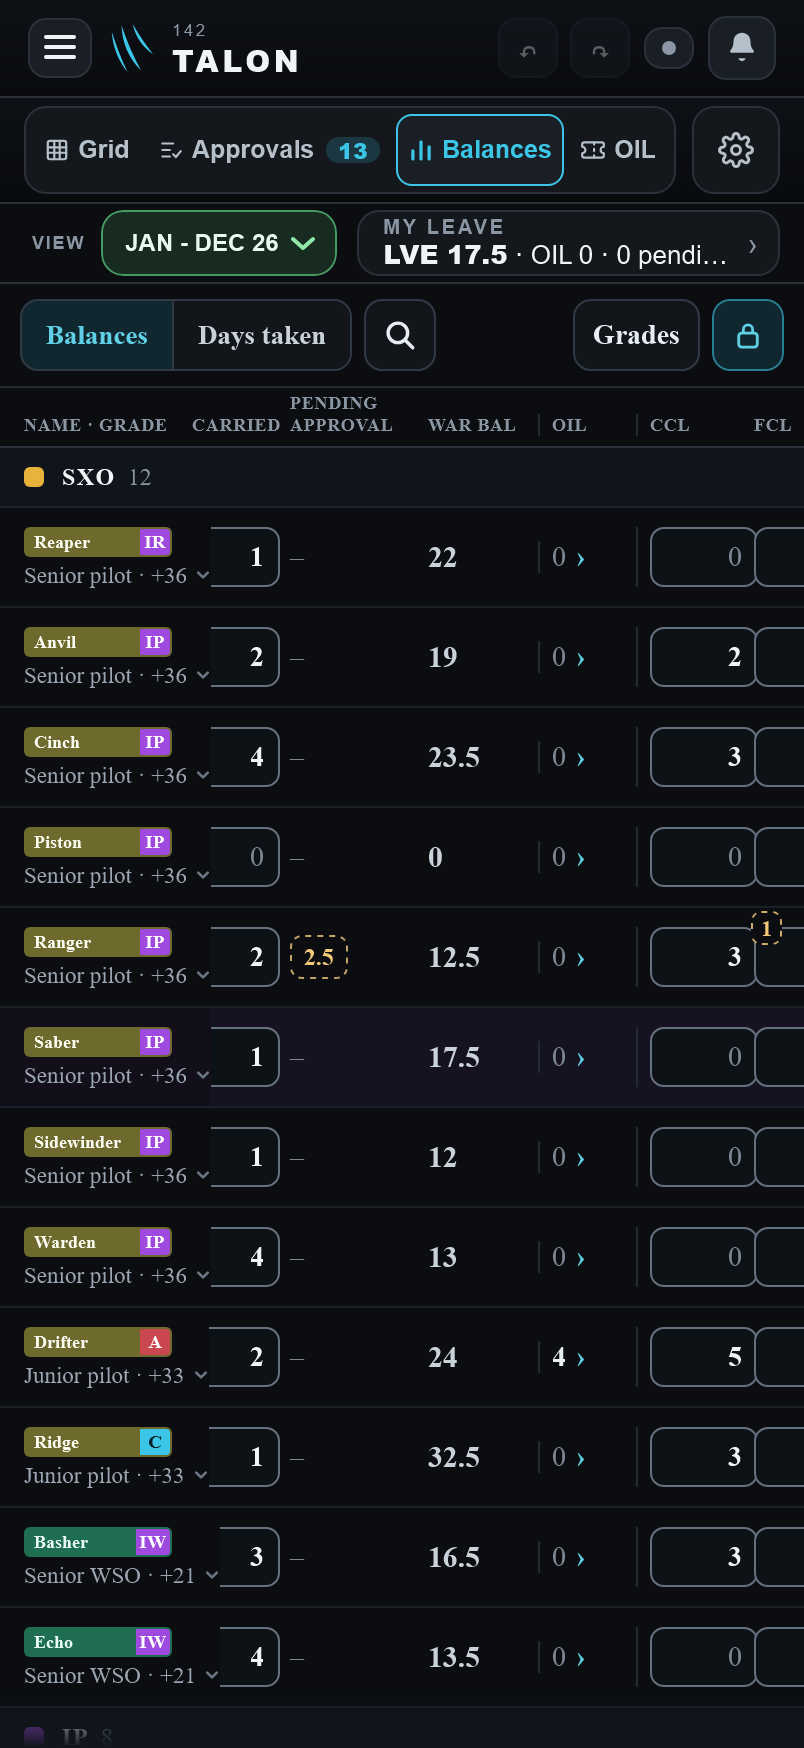 142
TALON
Grid
Approvals 13
Balances
OIL
VIEW
JAN - DEC 26
MY LEAVE
LVE 17.5 · OIL 0 · 0 pendi...
Balances
Days taken
Grades
NAME · GRADE
CARRIED
PENDING APPROVAL
WAR BAL
OIL
CCL
FCL
SXO 12
Reaper IR
Senior pilot · +36
1 – 22 0 › 0
Anvil IP
Senior pilot · +36
2 – 19 0 › 2
Cinch IP
Senior pilot · +36
4 – 23.5 0 › 3
Piston IP
Senior pilot · +36
0 – 0 0 › 0
Ranger IP
Senior pilot · +36
2 2.5 12.5 0 › 3 1
Saber IP
Senior pilot · +36
1 – 17.5 0 › 0
Sidewinder IP
Senior pilot · +36
1 – 12 0 › 0
Warden IP
Senior pilot · +36
4 – 13 0 › 0
Drifter A
Junior pilot · +33
2 – 24 4 › 5
Ridge C
Junior pilot · +33
1 – 32.5 0 › 3
Basher IW
Senior WSO · +21
3 – 16.5 0 › 3
Echo IW
Senior WSO · +21
4 – 13.5 0 › 0
IP 8